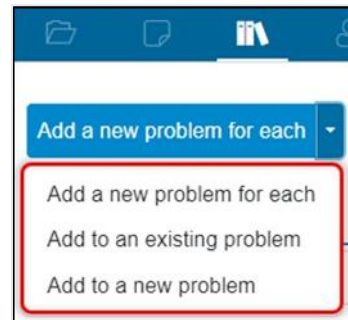 Add a new problem for each
Add a new problem for each
Add to an existing problem
Add to a new problem